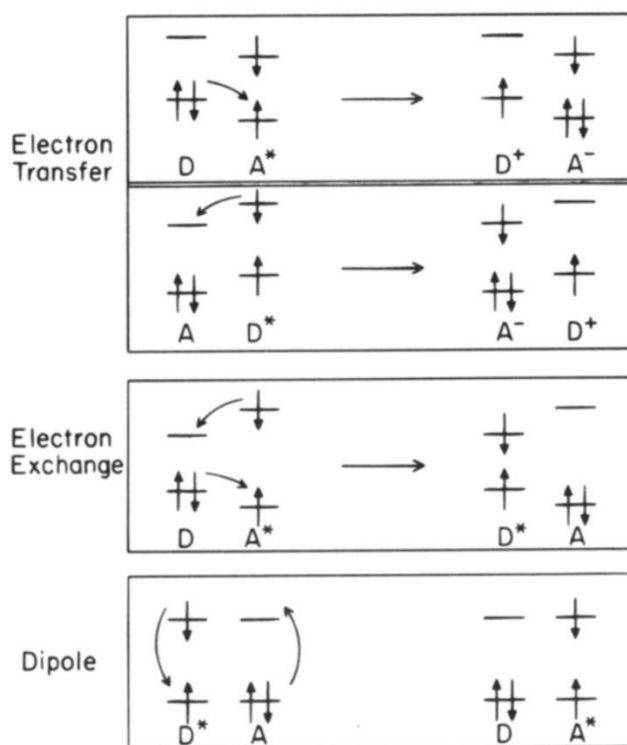 Electron
Transfer
D A* D⁺ A⁻
A D* A⁻ D⁺
Electron
Exchange
D A* D* A
Dipole
D* A D A*